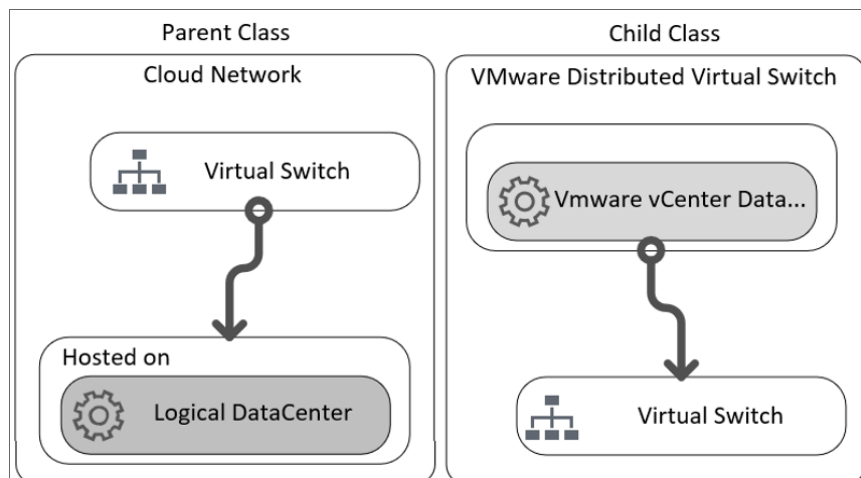 Parent Class
Cloud Network
Virtual Switch
Hosted on
Logical DataCenter
Child Class
VMware Distributed Virtual Switch
Vmware vCenter Data...
Virtual Switch